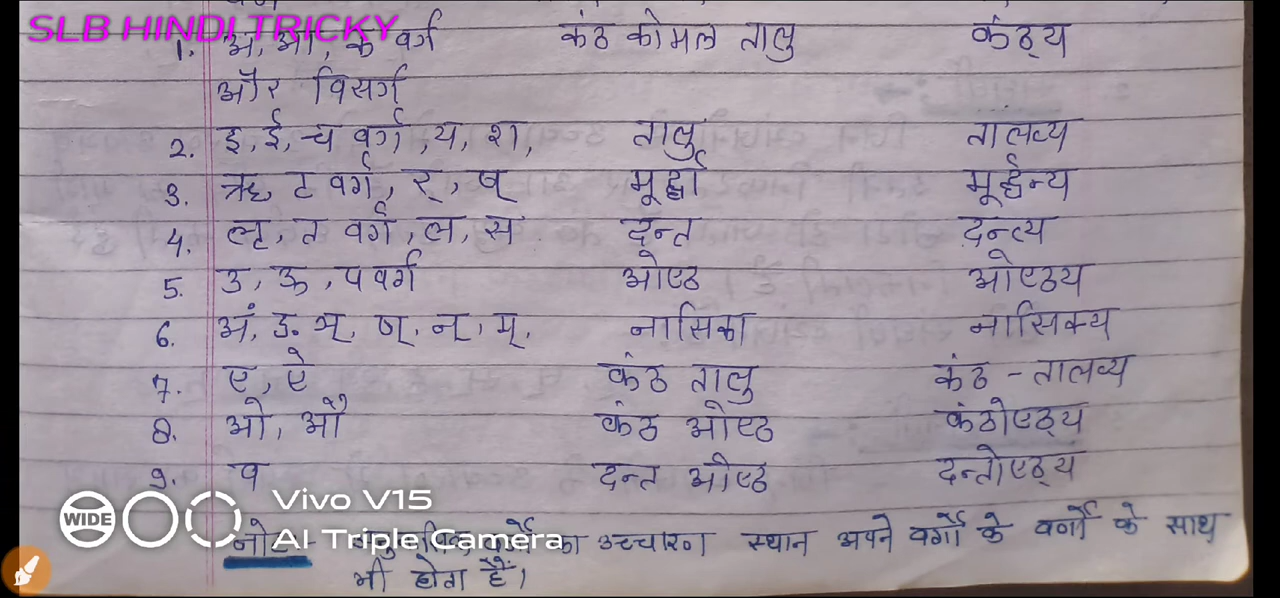 SLB HINDI TRICKY
1. अ, आ, क वर्ग कंठ कोमल तालु कंठ्य
और विसर्ग
2. इ, ई, च वर्ग, य, श, तालु तालव्य
3. ऋ, ट वर्ग, र्, ष् मूर्द्धा मूर्द्धन्य
4. लृ, त वर्ग, ल, स दन्त दन्त्य
5. उ, ऊ, प वर्ग ओष्ठ ओष्ठय
6. अं, ङ. ञ्. ण्. न्. म्. नासिका नासिक्य
7. ए, ऐ कंठ तालु कंठ - तालव्य
8. ओ, औ कंठ ओष्ठ कंठोष्ठ्य
9. व दन्त ओष्ठ दन्तोष्ठ्य
WIDE Vivo V15
AI Triple Camera
नोट - का उच्चारण स्थान अपने वर्गों के वर्णों के साथ
भी होता है।